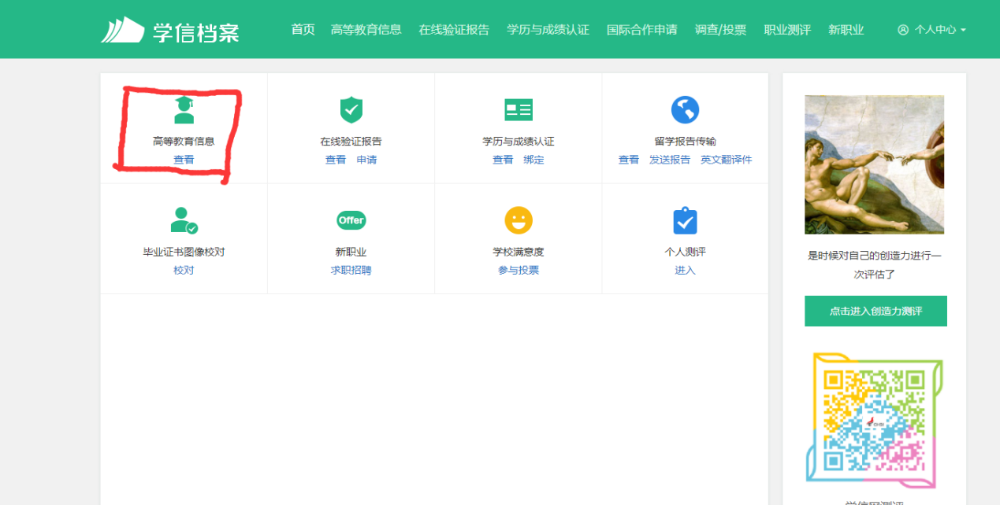 学信档案 首页 高等教育信息 在线验证报告 学历与成绩认证 国际合作申请 调查/投票 职业测评 新职业 个人中心
高等教育信息
查看
在线验证报告
查看 申请
学历与成绩认证
查看 绑定
留学报告传输
查看 发送报告 英文翻译件
毕业证书图像校对
校对
Offer
新职业
求职招聘
学校满意度
参与投票
个人测评
进入
是时候对自己的创造力进行一
次评估了
点击进入创造力测评
学信网测评